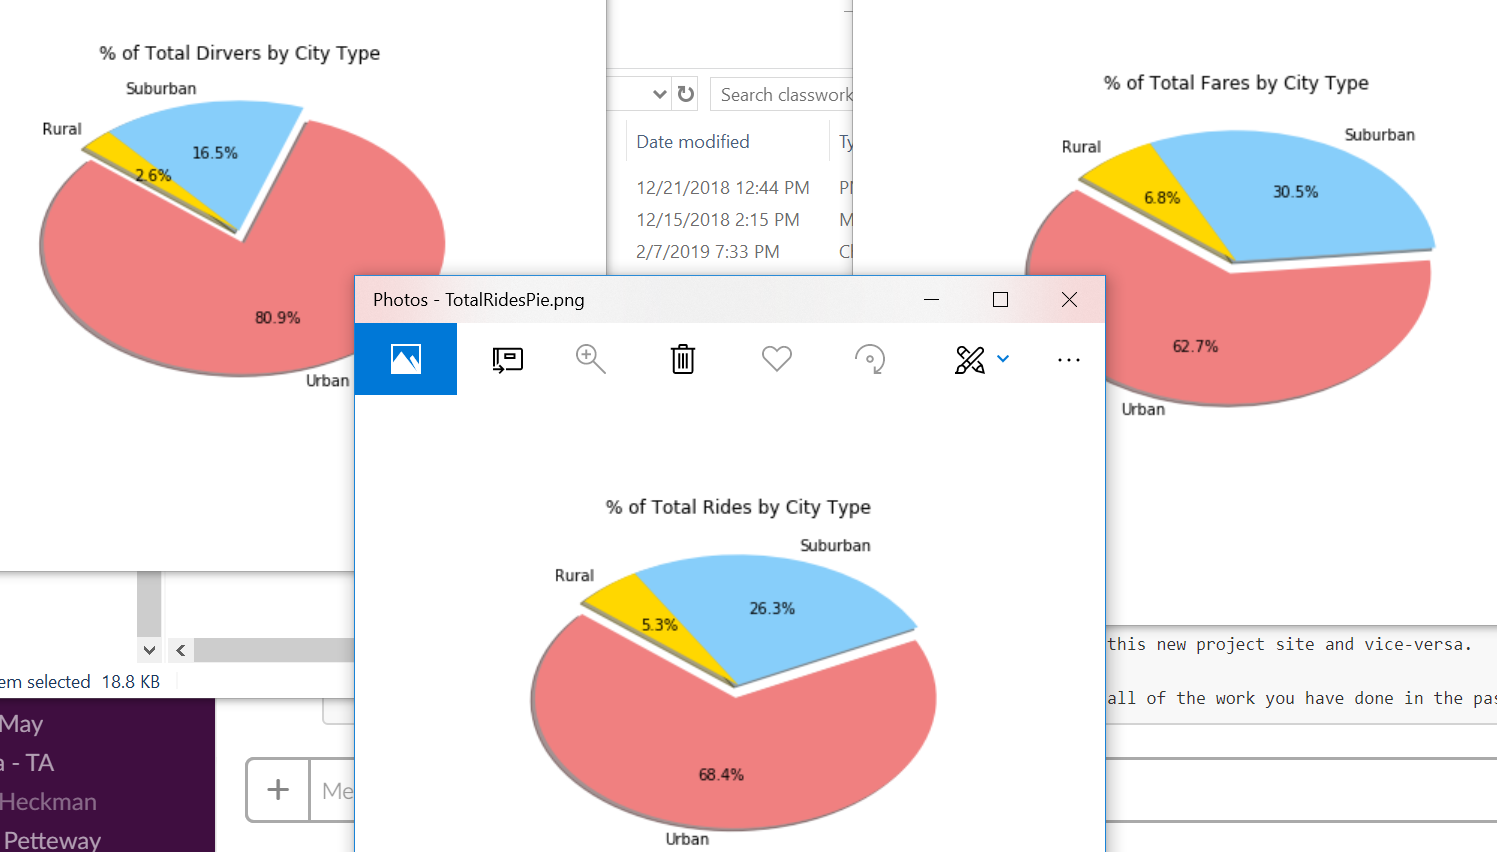 % of Total Dirvers by City Type
Suburban
Rural
16.5%
2.6%
80.9%
Urban
Search classwork
Date modified
Ty
12/21/2018 12:44 PM
PI
12/15/2018 2:15 PM
M
2/7/2019 7:33 PM
Cl
% of Total Fares by City Type
Suburban
Rural
30.5%
6.8%
62.7%
Urban
Photos - TotalRidesPie.png
% of Total Rides by City Type
Suburban
Rural
26.3%
5.3%
68.4%
Urban
em selected 18.8 KB
this new project site and vice-versa.
all of the work you have done in the pas
May
a - TA
Heckman
Petteway
+
Me